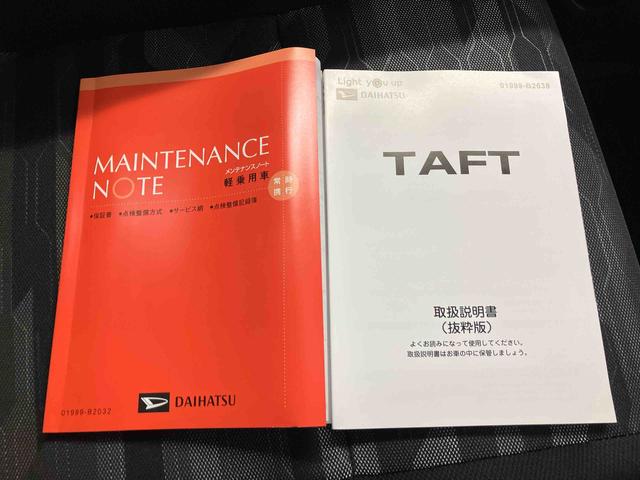 MAINTENANCE
NOTE
メンテナンスノート
軽乗用車
常時
携行
●保証書 ●点検整備方式 ●サービス網 ●点検整備記録簿
DAIHATSU
01999-B2032
Light you up
DAIHATSU
01999-B2038
TAFT
取扱説明書
(抜粋版)
よくお読みになって使用してください。
取扱説明書はお車の中に保管しましょう。